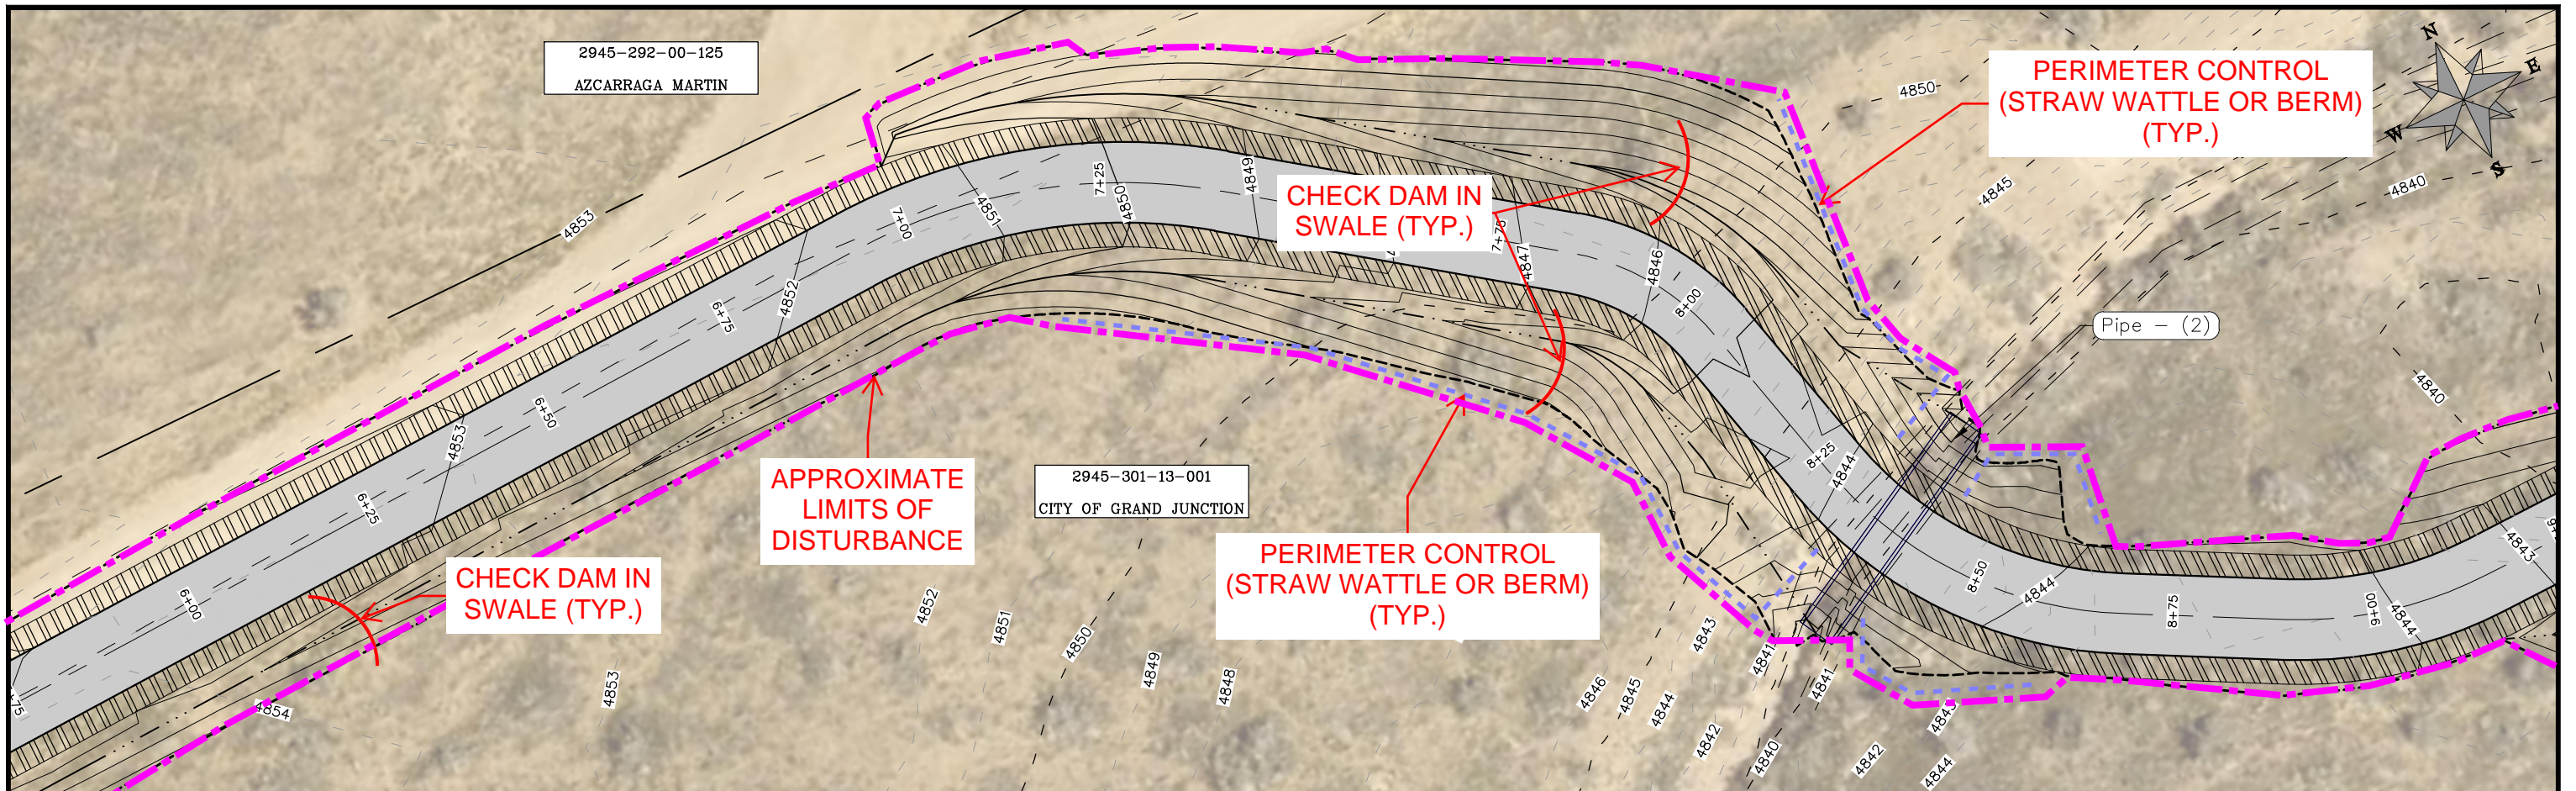 2945-292-00-125
AZCARRAGA MARTIN
PERIMETER CONTROL
(STRAW WATTLE OR BERM)
(TYP.)
N
E
W
S
4850
4845
4840
4853
CHECK DAM IN
SWALE (TYP.)
7+25
4850
4849
4851
7+00
7+75
4847
4846
8+00
4852
6+75
Pipe - (2)
4840
6+50
4853
6+25
6+00
8+25
4844
APPROXIMATE
LIMITS OF
DISTURBANCE
2945-301-13-001
CITY OF GRAND JUNCTION
PERIMETER CONTROL
(STRAW WATTLE OR BERM)
(TYP.)
CHECK DAM IN
SWALE (TYP.)
8+50
4844
8+75
9+00
4844
4843
4852
4851
4850
4849
4848
4853
4854
4846
4845
4844
4843
4842
4841
4840
4841
4842
4843
4844